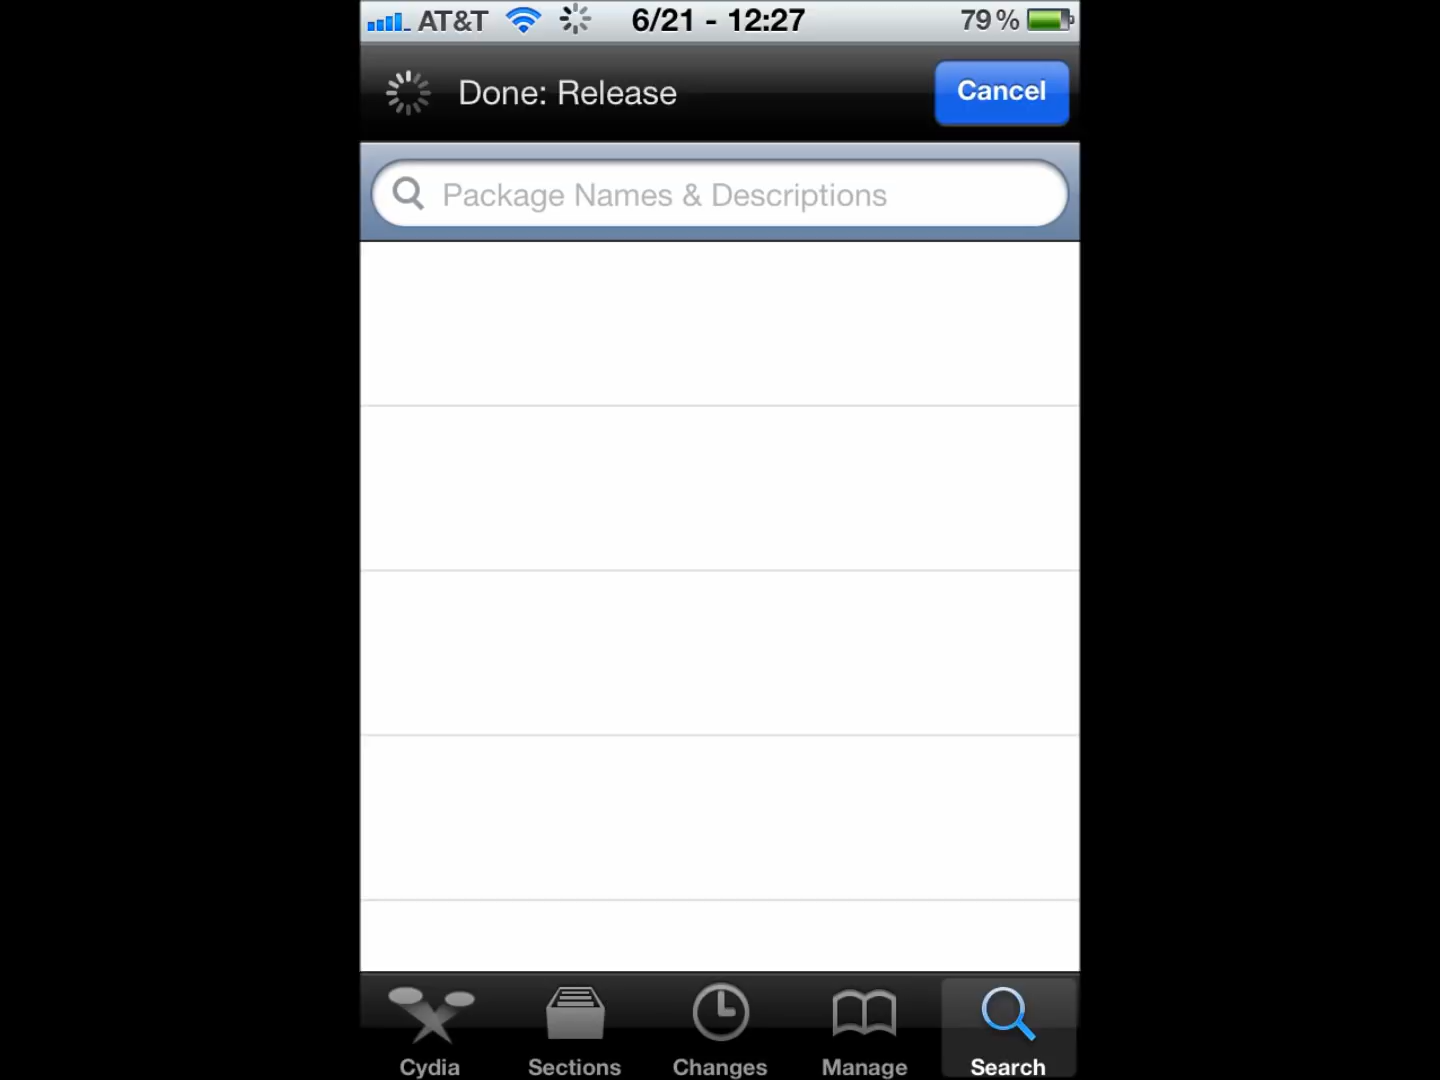 AT&T 6/21 - 12:27 79%
Done: Release Cancel
Package Names & Descriptions
Cydia Sections Changes Manage Search